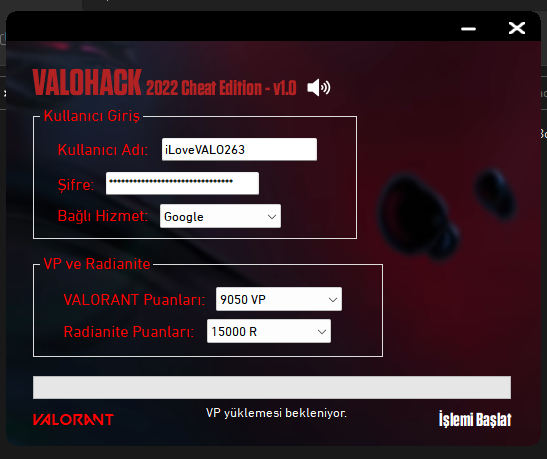 VALOHACK 2022 Cheat Edition - v1.0
Kullanıcı Giriş
Kullanıcı Adı: iLoveVALO263
Şifre: •••••••••••••••••••••••••••••••
Bağlı Hizmet: Google
VP ve Radianite
VALORANT Puanları: 9050 VP
Radianite Puanları: 15000 R
VP yüklemesi bekleniyor.
VALORANT
İşlemi Başlat